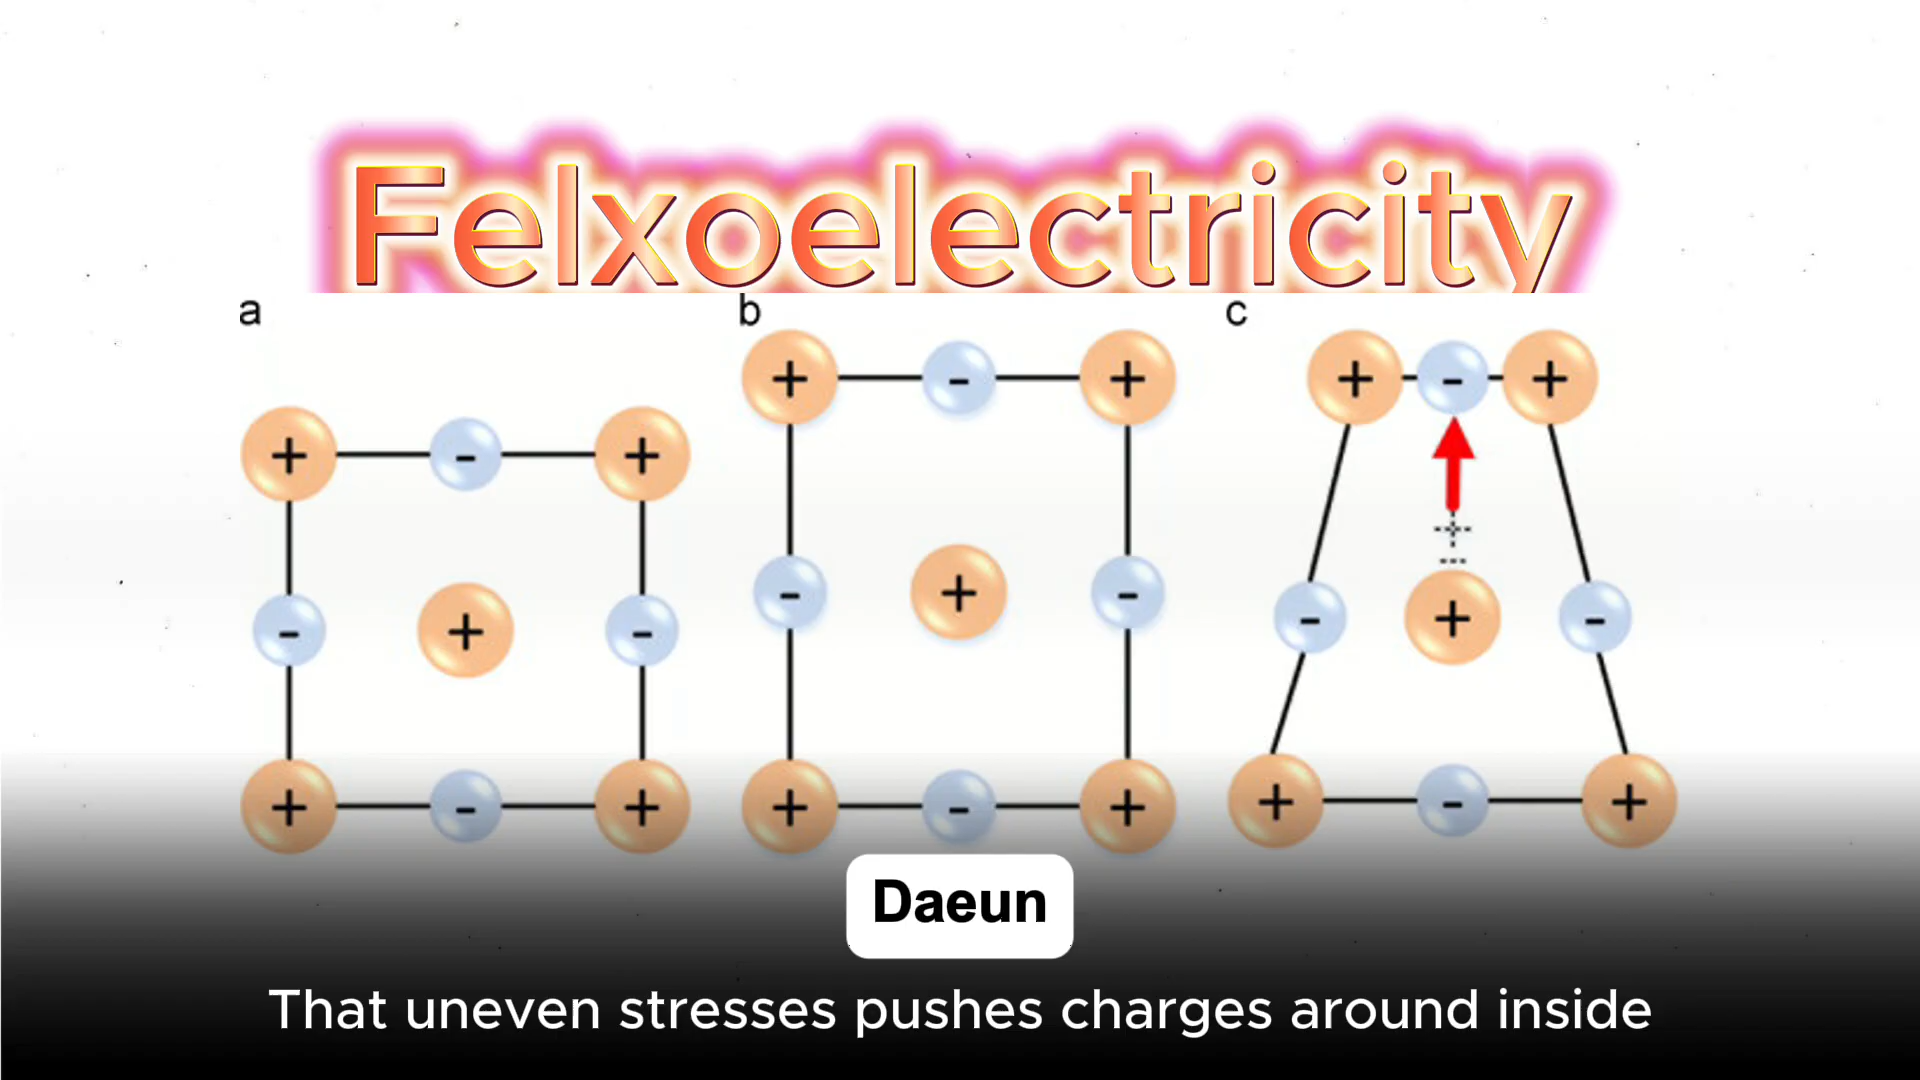 Felxoelectricity
a b c
+ - + + - + + - +
- + - - + - - + -
+ - + + - + + - +
Daeun
That uneven stresses pushes charges around inside